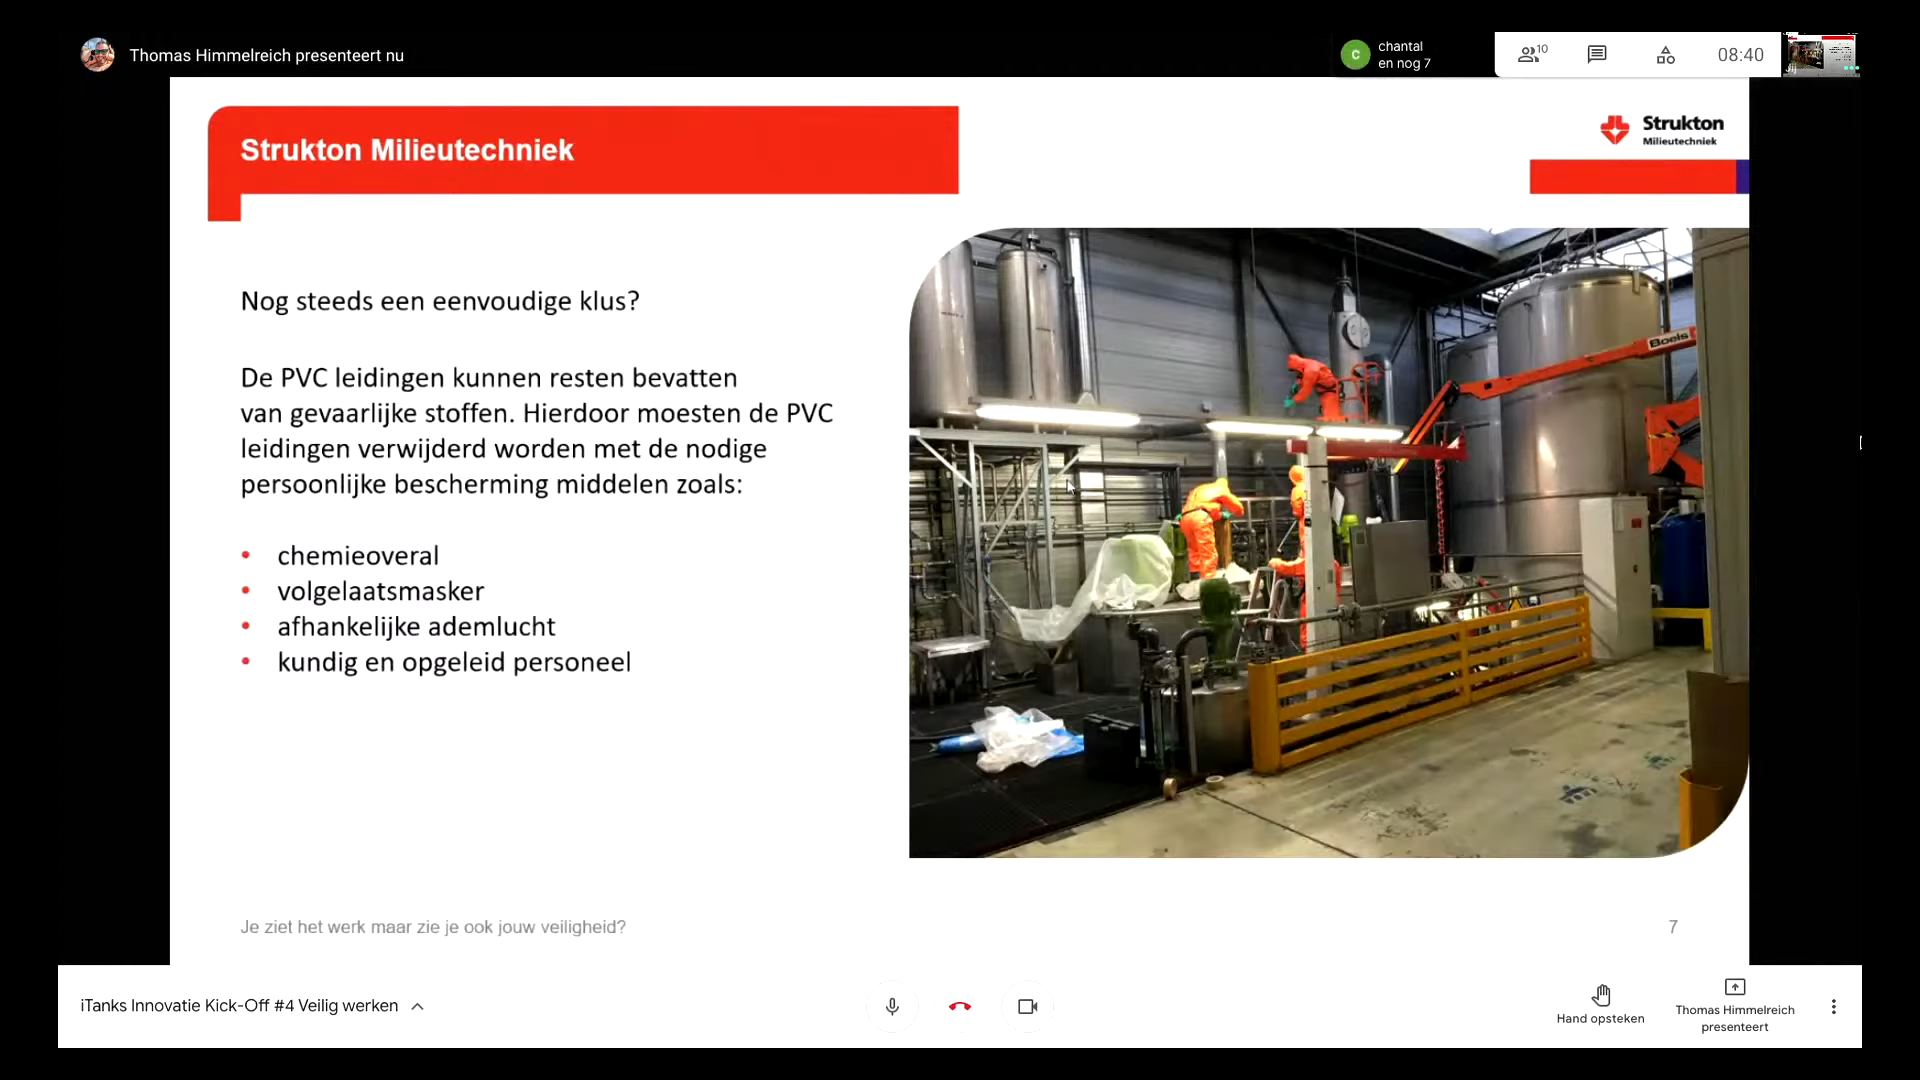 Thomas Himmelreich presenteert nu
C
chantal
en nog 7
10
08:40
Strukton Milieutechniek
Strukton
Milieutechniek
Nog steeds een eenvoudige klus?
De PVC leidingen kunnen resten bevatten
van gevaarlijke stoffen. Hierdoor moesten de PVC
leidingen verwijderd worden met de nodige
persoonlijke bescherming middelen zoals:
• chemieoveral
• volgelaatsmasker
• afhankelijke ademlucht
• kundig en opgeleid personeel
Boels
Je ziet het werk maar zie je ook jouw veiligheid?
7
iTanks Innovatie Kick-Off #4 Veilig werken
Hand opsteken
Thomas Himmelreich
presenteert